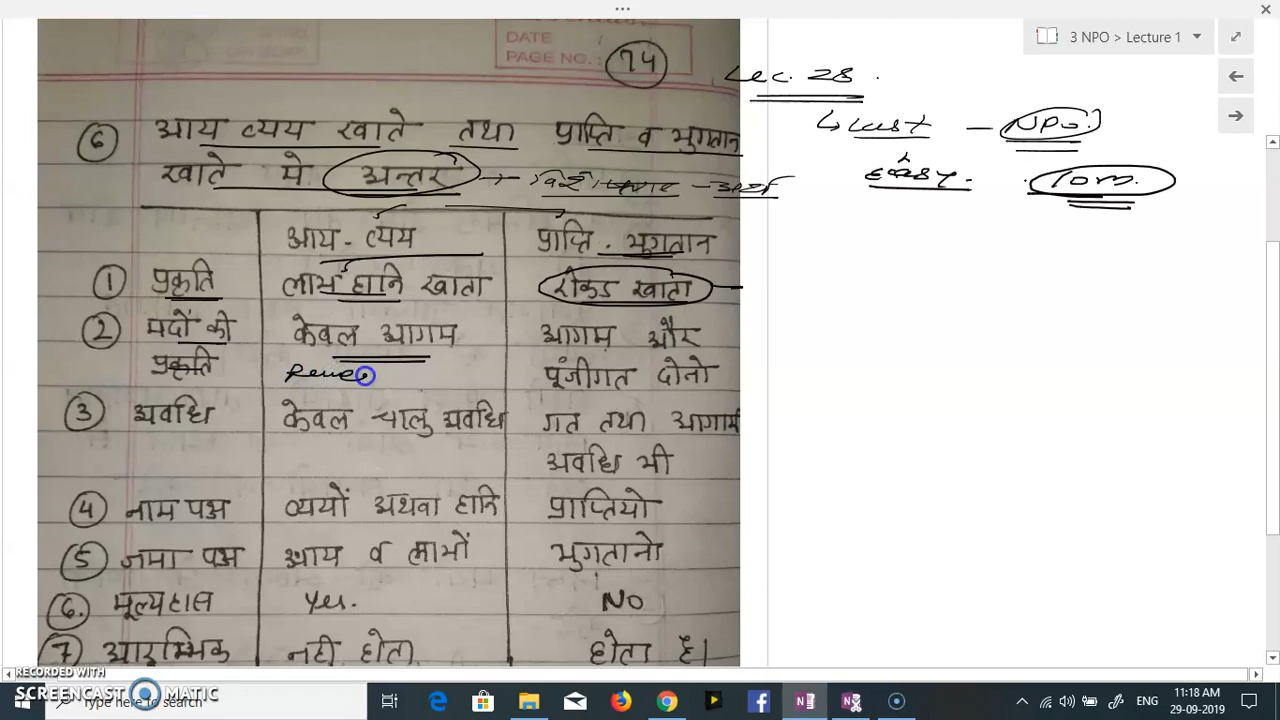 3 NPO > Lecture 1
DATE
PAGE NO. :
74
Lec. 28
Last - NPO
⑥ आय व्यय खाते तथा प्राप्ति व भुगतान
खाते मे अन्तर
easy. 10m.
आय - व्यय प्राप्ति - भुगतान
① प्रकृति लाभ हानि खाता रोकड खाता
② मदों की केवल आगम आगम और
प्रकृति पूंजीगत दोनो
③ अवधि केवल चालु अवधि गत तथा आगामी
अवधि भी
④ नाम पक्ष व्ययों अथवा हानि प्राप्तियो
⑤ जमा पक्ष आय व लाभों भुगतानो
⑥. मूल्यहास Yes. No
⑦ आरम्भिक नही होता होता है।
RECORDED WITH
SCREENCAST MATIC
Type here to search
ENG
11:18 AM
29-09-2019